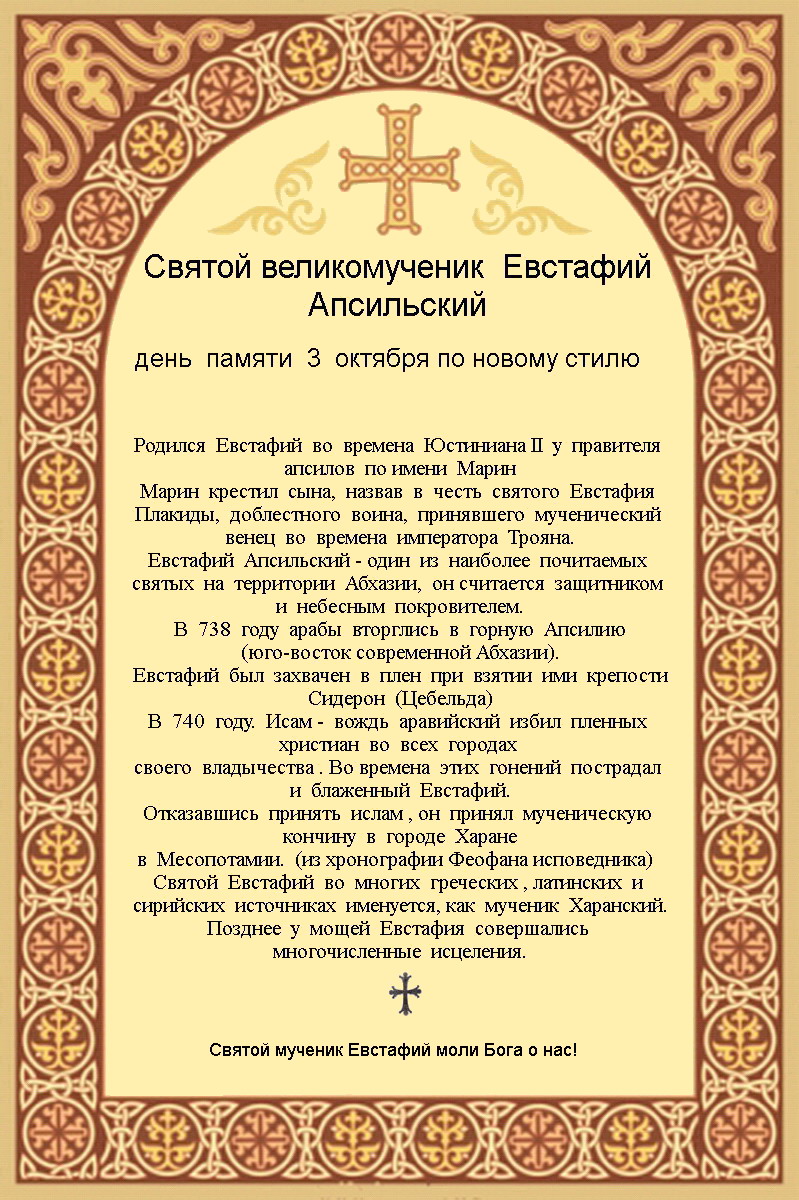 Святой великомученик Евстафий
Апсильский
день памяти 3 октября по новому стилю
Родился Евстафий во времена Юстиниана II у правителя
апсилов по имени Марин
Марин крестил сына, назвав в честь святого Евстафия
Плакиды, доблестного воина, принявшего мученический
венец во времена императора Трояна.
Евстафий Апсильский - один из наиболее почитаемых
святых на территории Абхазии, он считается защитником
и небесным покровителем.
В 738 году арабы вторглись в горную Апсилию
(юго-восток современной Абхазии).
Евстафий был захвачен в плен при взятии ими крепости
Сидерон (Цебельда)
В 740 году. Исам - вождь аравийский избил пленных
христиан во всех городах
своего владычества . Во времена этих гонений пострадал
и блаженный Евстафий.
Отказавшись принять ислам , он принял мученическую
кончину в городе Харане
в Месопотамии. (из хронографии Феофана исповедника)
Святой Евстафий во многих греческих , латинских и
сирийских источниках именуется, как мученик Харанский.
Позднее у мощей Евстафия совершались
многочисленные исцеления.
Святой мученик Евстафий моли Бога о нас!